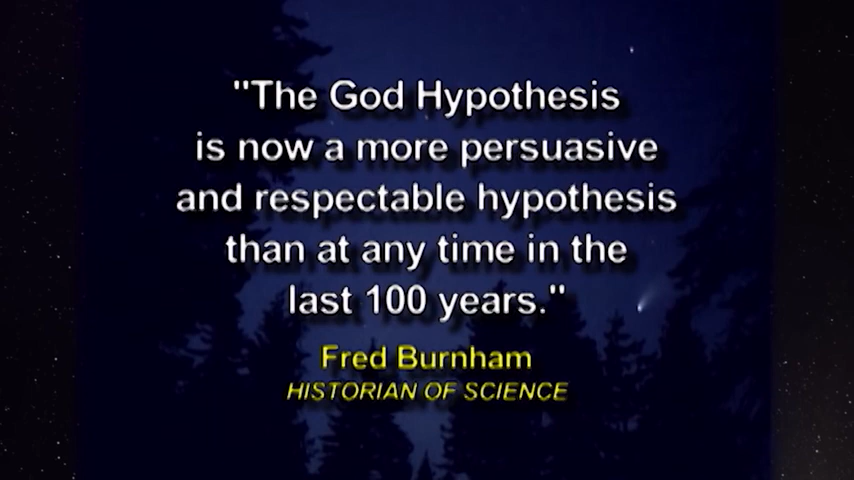 "The God Hypothesis
is now a more persuasive
and respectable hypothesis
than at any time in the
last 100 years."
Fred Burnham
HISTORIAN OF SCIENCE